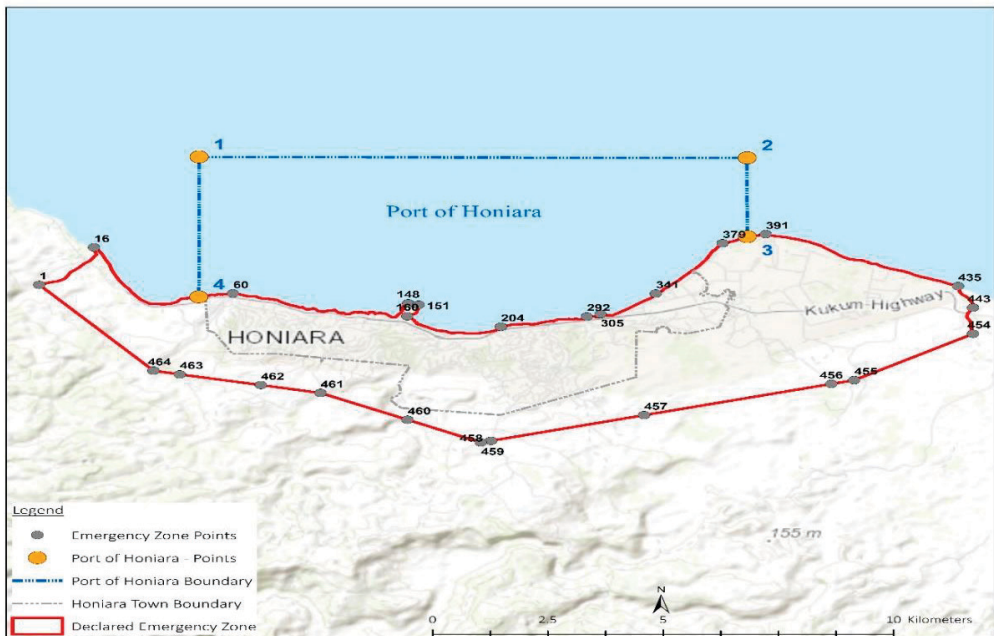 1
2
Port of Honiara
16
379
391
3
1
4
60
148
151
160
341
292
305
204
435
443
Kukum-Highway
454
HONIARA
464
463
462
461
460
458
459
457
456
455
155 m
Legend
Emergency Zone Points
Port of Honiara - Points
Port of Honiara Boundary
Honiara Town Boundary
Declared Emergency Zone
N
0 2.5 5 10 Kilometers